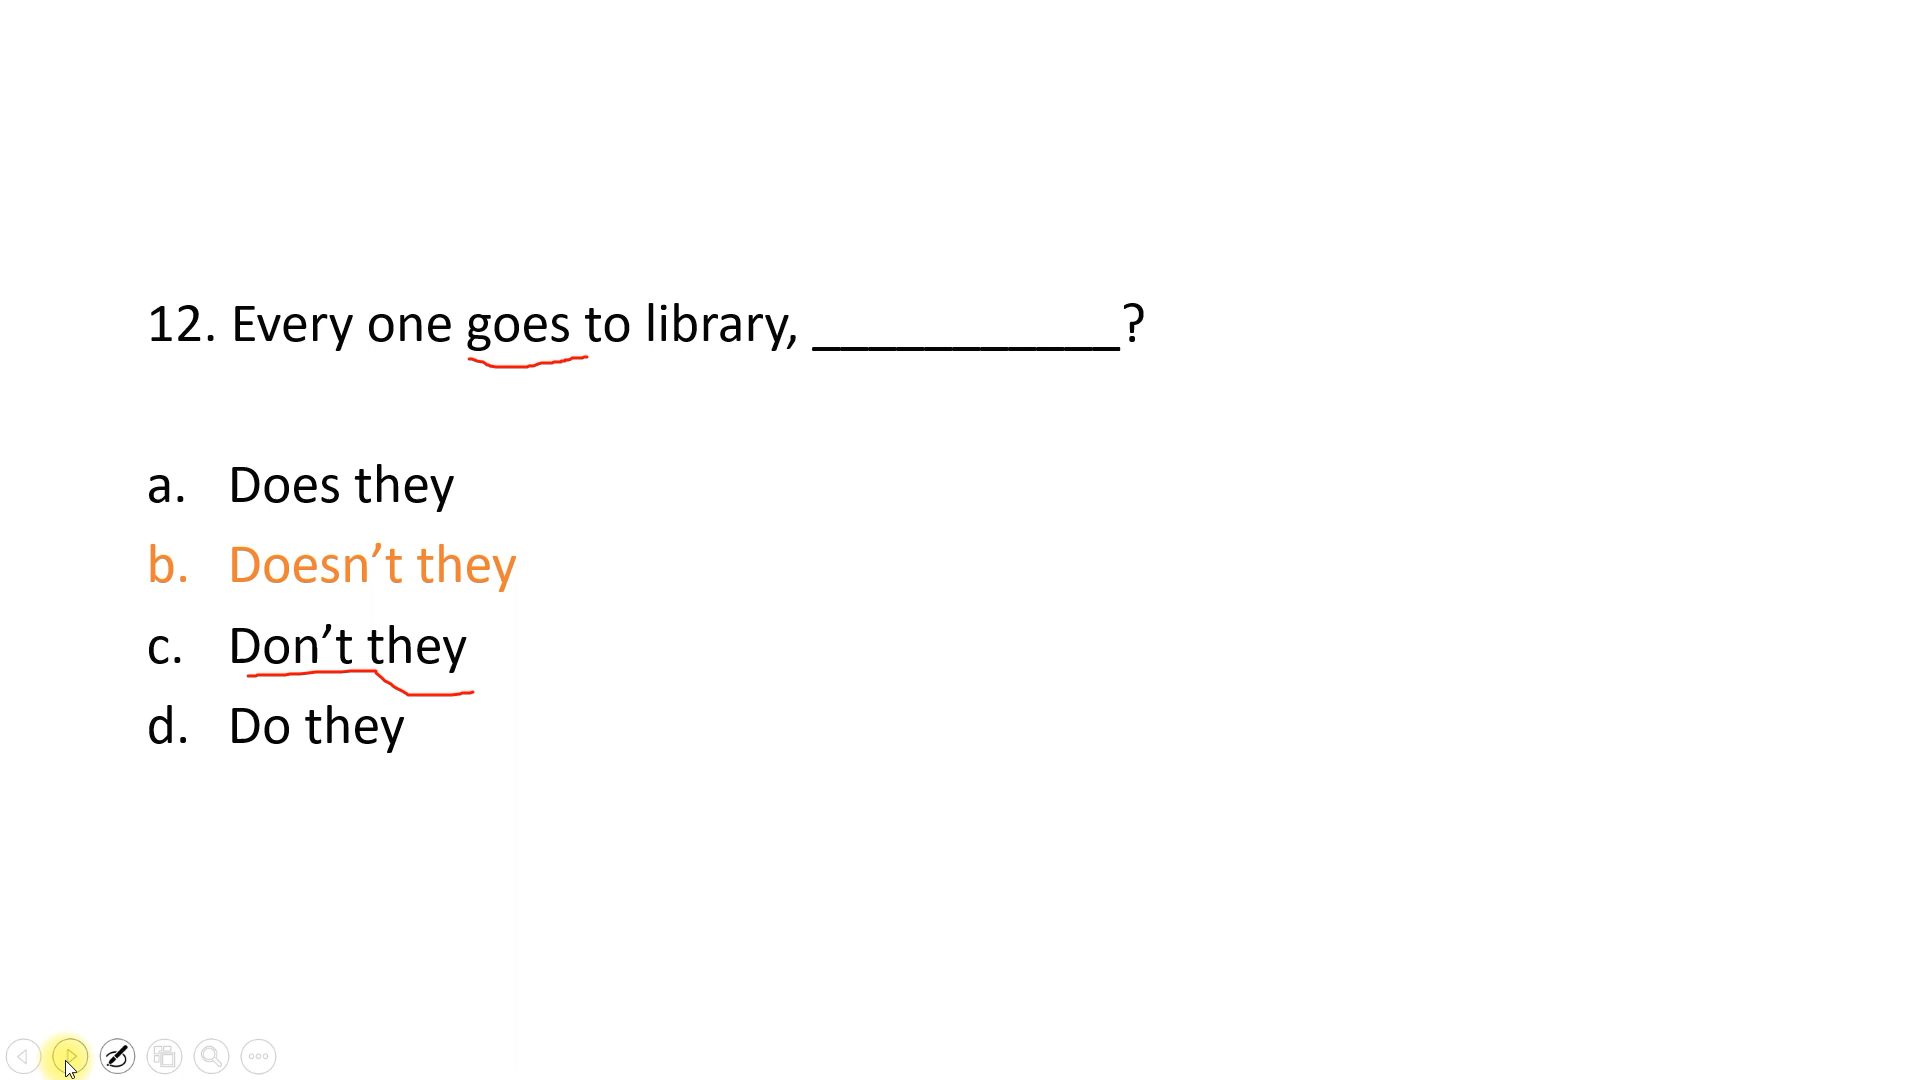 12. Every one goes to library, ___________?
a. Does they
b. Doesn’t they
c. Don’t they
d. Do they